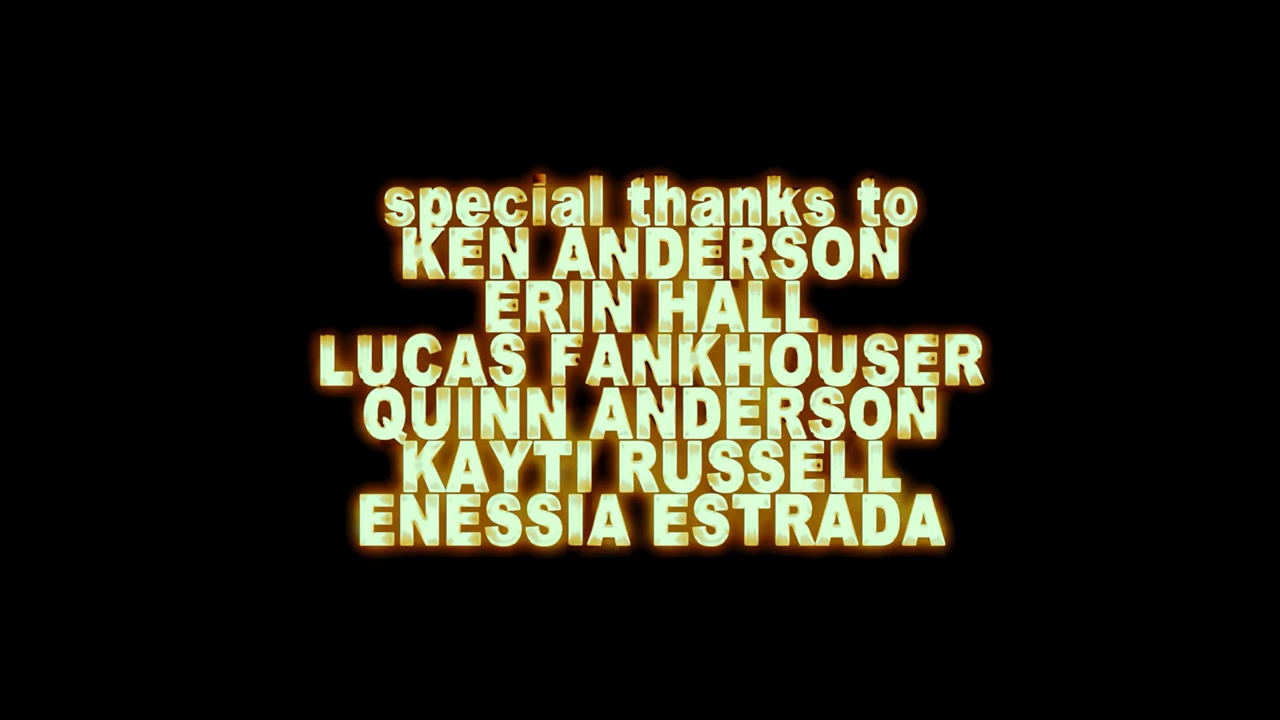 special thanks to
KEN ANDERSON
ERIN HALL
LUCAS FANKHOUSER
QUINN ANDERSON
KAYTI RUSSELL
ENESSIA ESTRADA